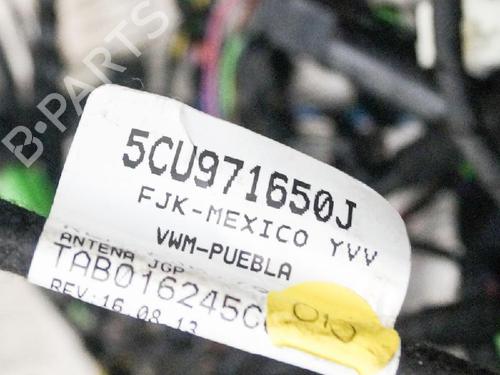 B-PARTS
5CU971650J
FJK-MEXICO YVV
VWM-PUEBLA
ANTENA JGP
TAB016245C
010
REV:16.08.13